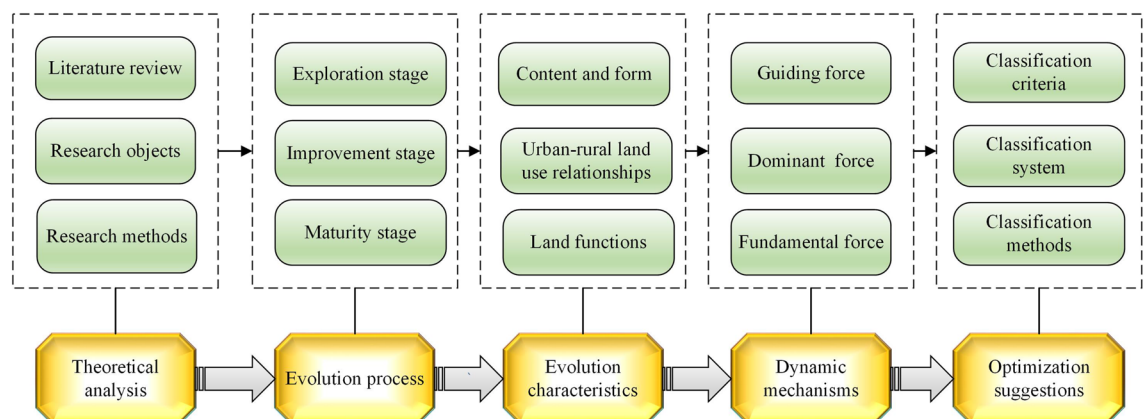 Literature review
Research objects
Research methods
Exploration stage
Improvement stage
Maturity stage
Content and form
Urban-rural land
use relationships
Land functions
Guiding force
Dominant force
Fundamental force
Classification
criteria
Classification
system
Classification
methods
Theoretical
analysis
Evolution process
Evolution
characteristics
Dynamic
mechanisms
Optimization
suggestions